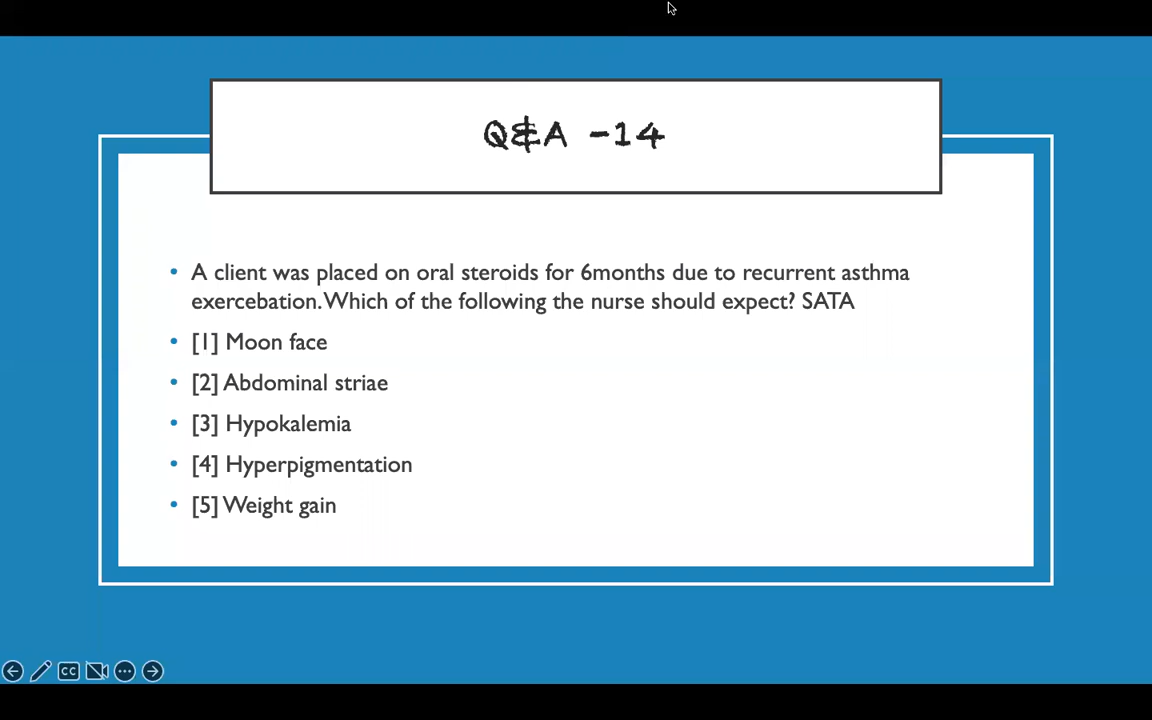 Q&A -14
• A client was placed on oral steroids for 6months due to recurrent asthma
exercebation. Which of the following the nurse should expect? SATA
• [1] Moon face
• [2] Abdominal striae
• [3] Hypokalemia
• [4] Hyperpigmentation
• [5] Weight gain
CC